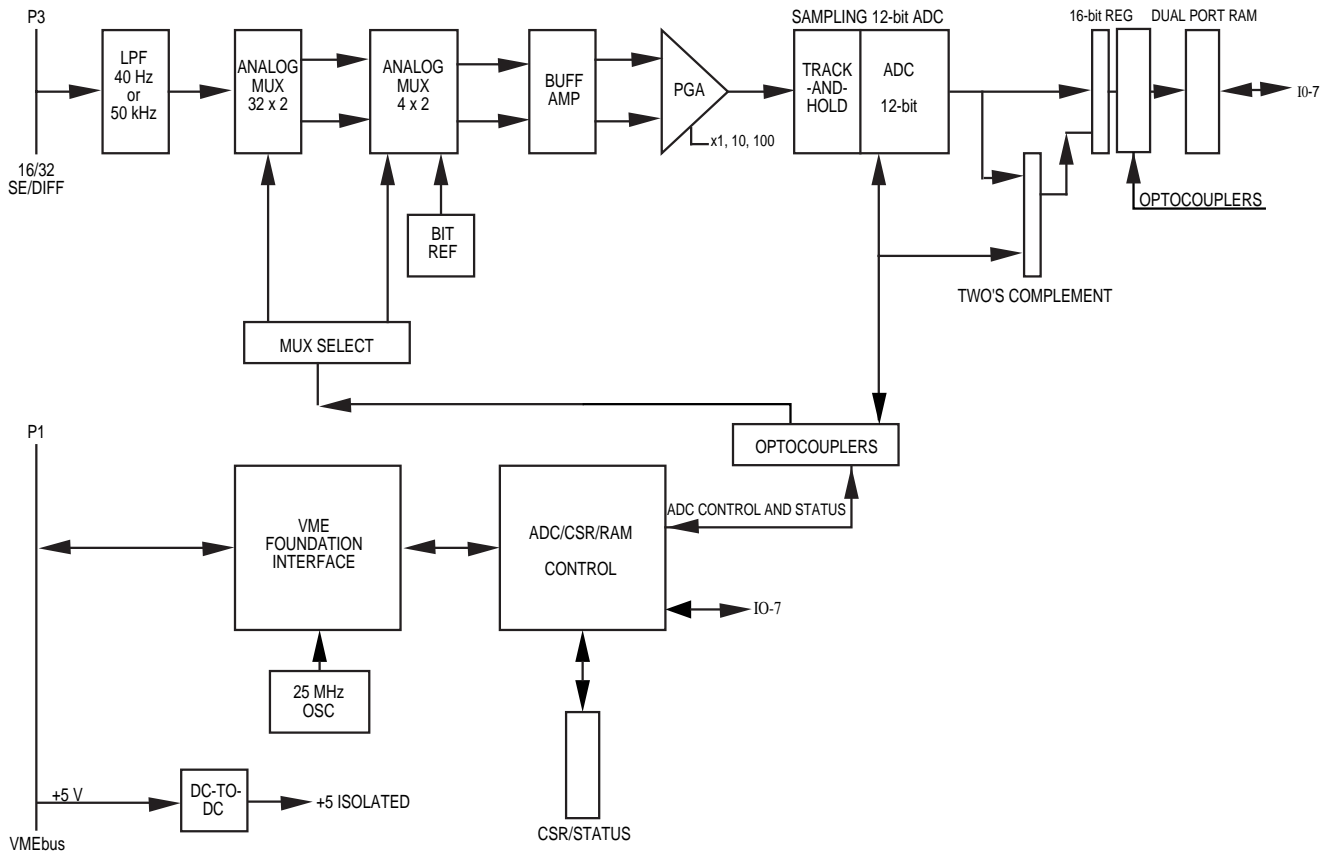 P3
SAMPLING 12-bit ADC
16-bit REG
DUAL PORT RAM
LPF
40 Hz
or
50 kHz
ANALOG
MUX
32 x 2
ANALOG
MUX
4 x 2
BUFF
AMP
PGA
x1, 10, 100
TRACK
-AND-
HOLD
ADC
12-bit
I0-7
16/32
SE/DIFF
BIT
REF
OPTOCOUPLERS
TWO'S COMPLEMENT
MUX SELECT
P1
OPTOCOUPLERS
VME
FOUNDATION
INTERFACE
ADC/CSR/RAM
CONTROL
ADC CONTROL AND STATUS
IO-7
25 MHz
OSC
+5 V
DC-TO-
DC
+5 ISOLATED
CSR/STATUS
VMEbus